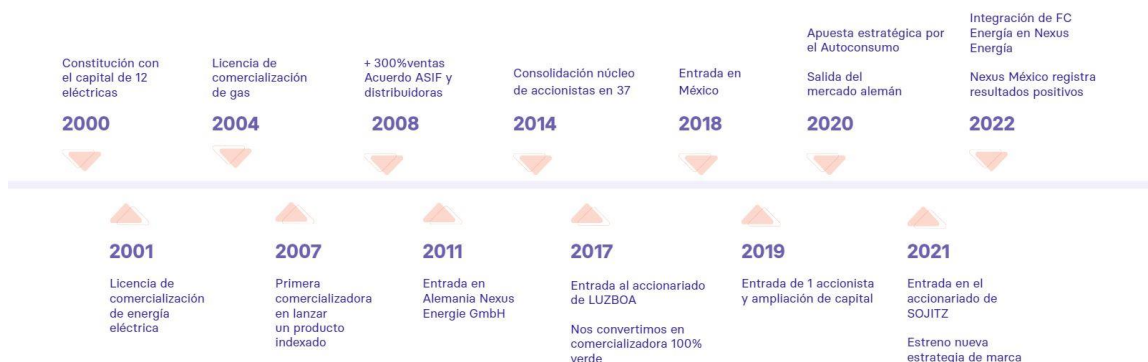 Constitución con
el capital de 12
eléctricas
2000
Licencia de
comercialización
de gas
2004
+ 300%ventas
Acuerdo ASIF y
distribuidoras
2008
Consolidación núcleo
de accionistas en 37
2014
Entrada en
México
2018
Apuesta estratégica por
el Autoconsumo
Salida del
mercado alemán
2020
Integración de FC
Energía en Nexus
Energía
Nexus México registra
resultados positivos
2022
2001
Licencia de
comercialización
de energía
eléctrica
2007
Primera
comercializadora
en lanzar
un producto
indexado
2011
Entrada en
Alemania Nexus
Energie GmbH
2017
Entrada al accionariado
de LUZBOA
Nos convertimos en
comercializadora 100%
verde
2019
Entrada de 1 accionista
y ampliación de capital
2021
Entrada en el
accionariado de
SOJITZ
Estreno nueva
estrategia de marca